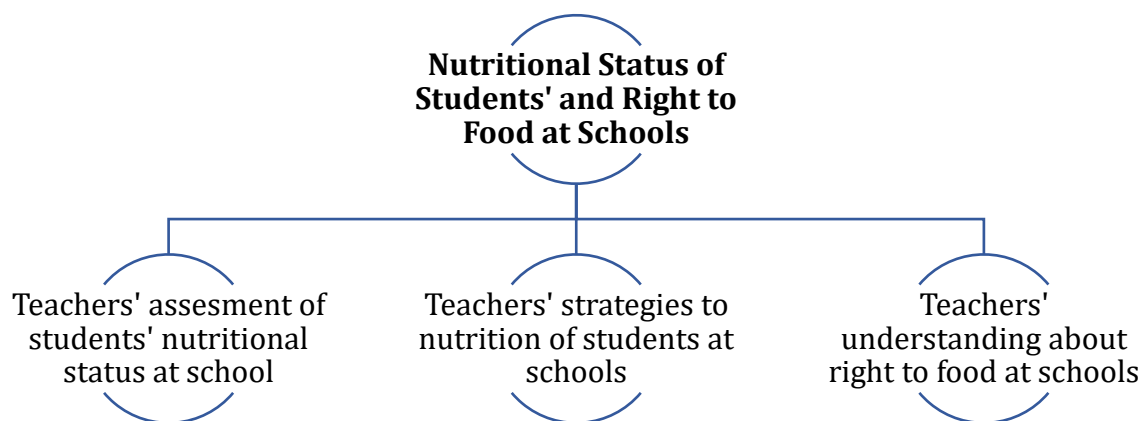 Nutritional Status of
Students' and Right to
Food at Schools
Teachers' assesment of
students' nutritional
status at school
Teachers' strategies to
nutrition of students at
schools
Teachers'
understanding about
right to food at schools